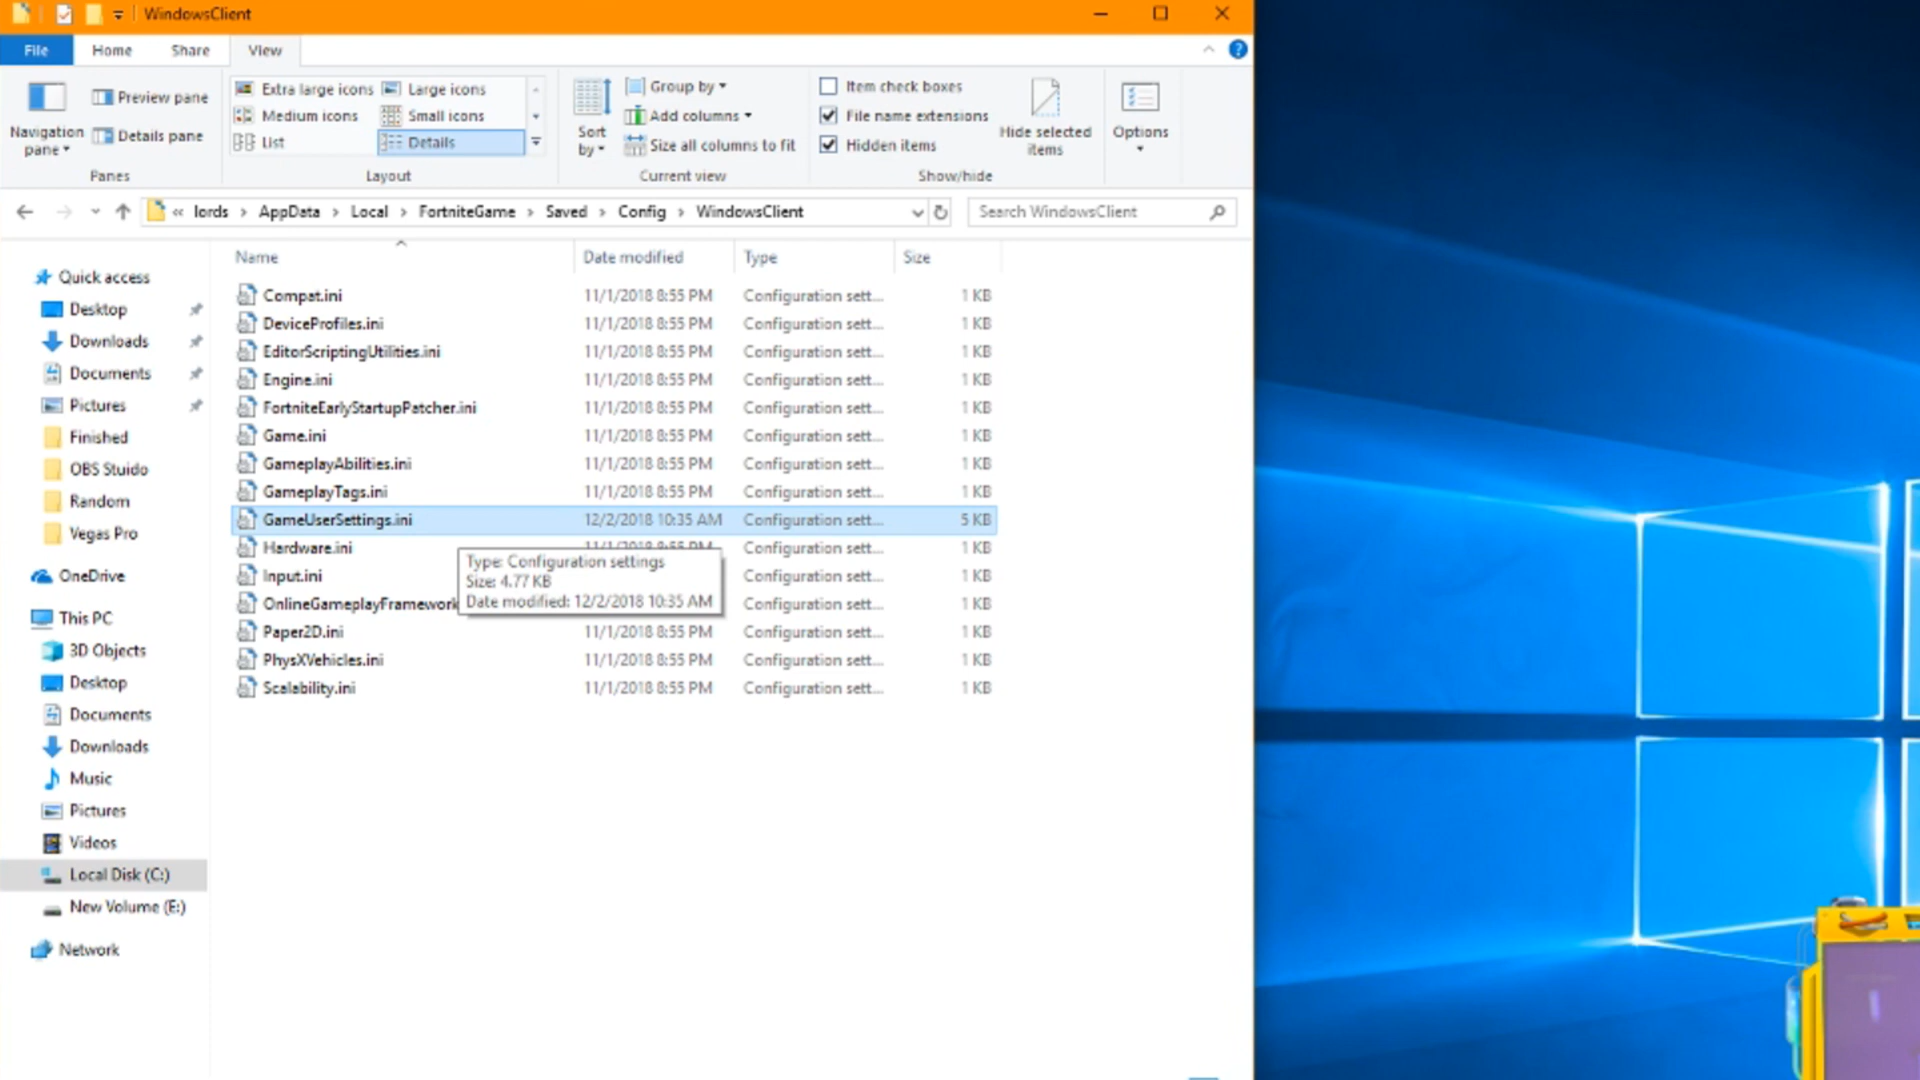 WindowsClient
File Home Share View
Navigation pane
Preview pane
Details pane
Panes
Extra large icons Large icons
Medium icons Small icons
List Details
Layout
Sort by
Group by
Add columns
Size all columns to fit
Current view
Item check boxes
File name extensions
Hidden items
Hide selected items
Show/hide
Options
« lords › AppData › Local › FortniteGame › Saved › Config › WindowsClient
Search WindowsClient
Quick access
Desktop
Downloads
Documents
Pictures
Finished
OBS Stuido
Random
Vegas Pro
OneDrive
This PC
3D Objects
Desktop
Documents
Downloads
Music
Pictures
Videos
Local Disk (C:)
New Volume (E:)
Network
Name Date modified Type Size
Compat.ini 11/1/2018 8:55 PM Configuration sett... 1 KB
DeviceProfiles.ini 11/1/2018 8:55 PM Configuration sett... 1 KB
EditorScriptingUtilities.ini 11/1/2018 8:55 PM Configuration sett... 1 KB
Engine.ini 11/1/2018 8:55 PM Configuration sett... 1 KB
FortniteEarlyStartupPatcher.ini 11/1/2018 8:55 PM Configuration sett... 1 KB
Game.ini 11/1/2018 8:55 PM Configuration sett... 1 KB
GameplayAbilities.ini 11/1/2018 8:55 PM Configuration sett... 1 KB
GameplayTags.ini 11/1/2018 8:55 PM Configuration sett... 1 KB
GameUserSettings.ini 12/2/2018 10:35 AM Configuration sett... 5 KB
Hardware.ini 11/1/2018 8:55 PM Configuration sett... 1 KB
Input.ini Configuration sett... 1 KB
OnlineGameplayFramework Configuration sett... 1 KB
Paper2D.ini 11/1/2018 8:55 PM Configuration sett... 1 KB
PhysXVehicles.ini 11/1/2018 8:55 PM Configuration sett... 1 KB
Scalability.ini 11/1/2018 8:55 PM Configuration sett... 1 KB
Type: Configuration settings
Size: 4.77 KB
Date modified: 12/2/2018 10:35 AM